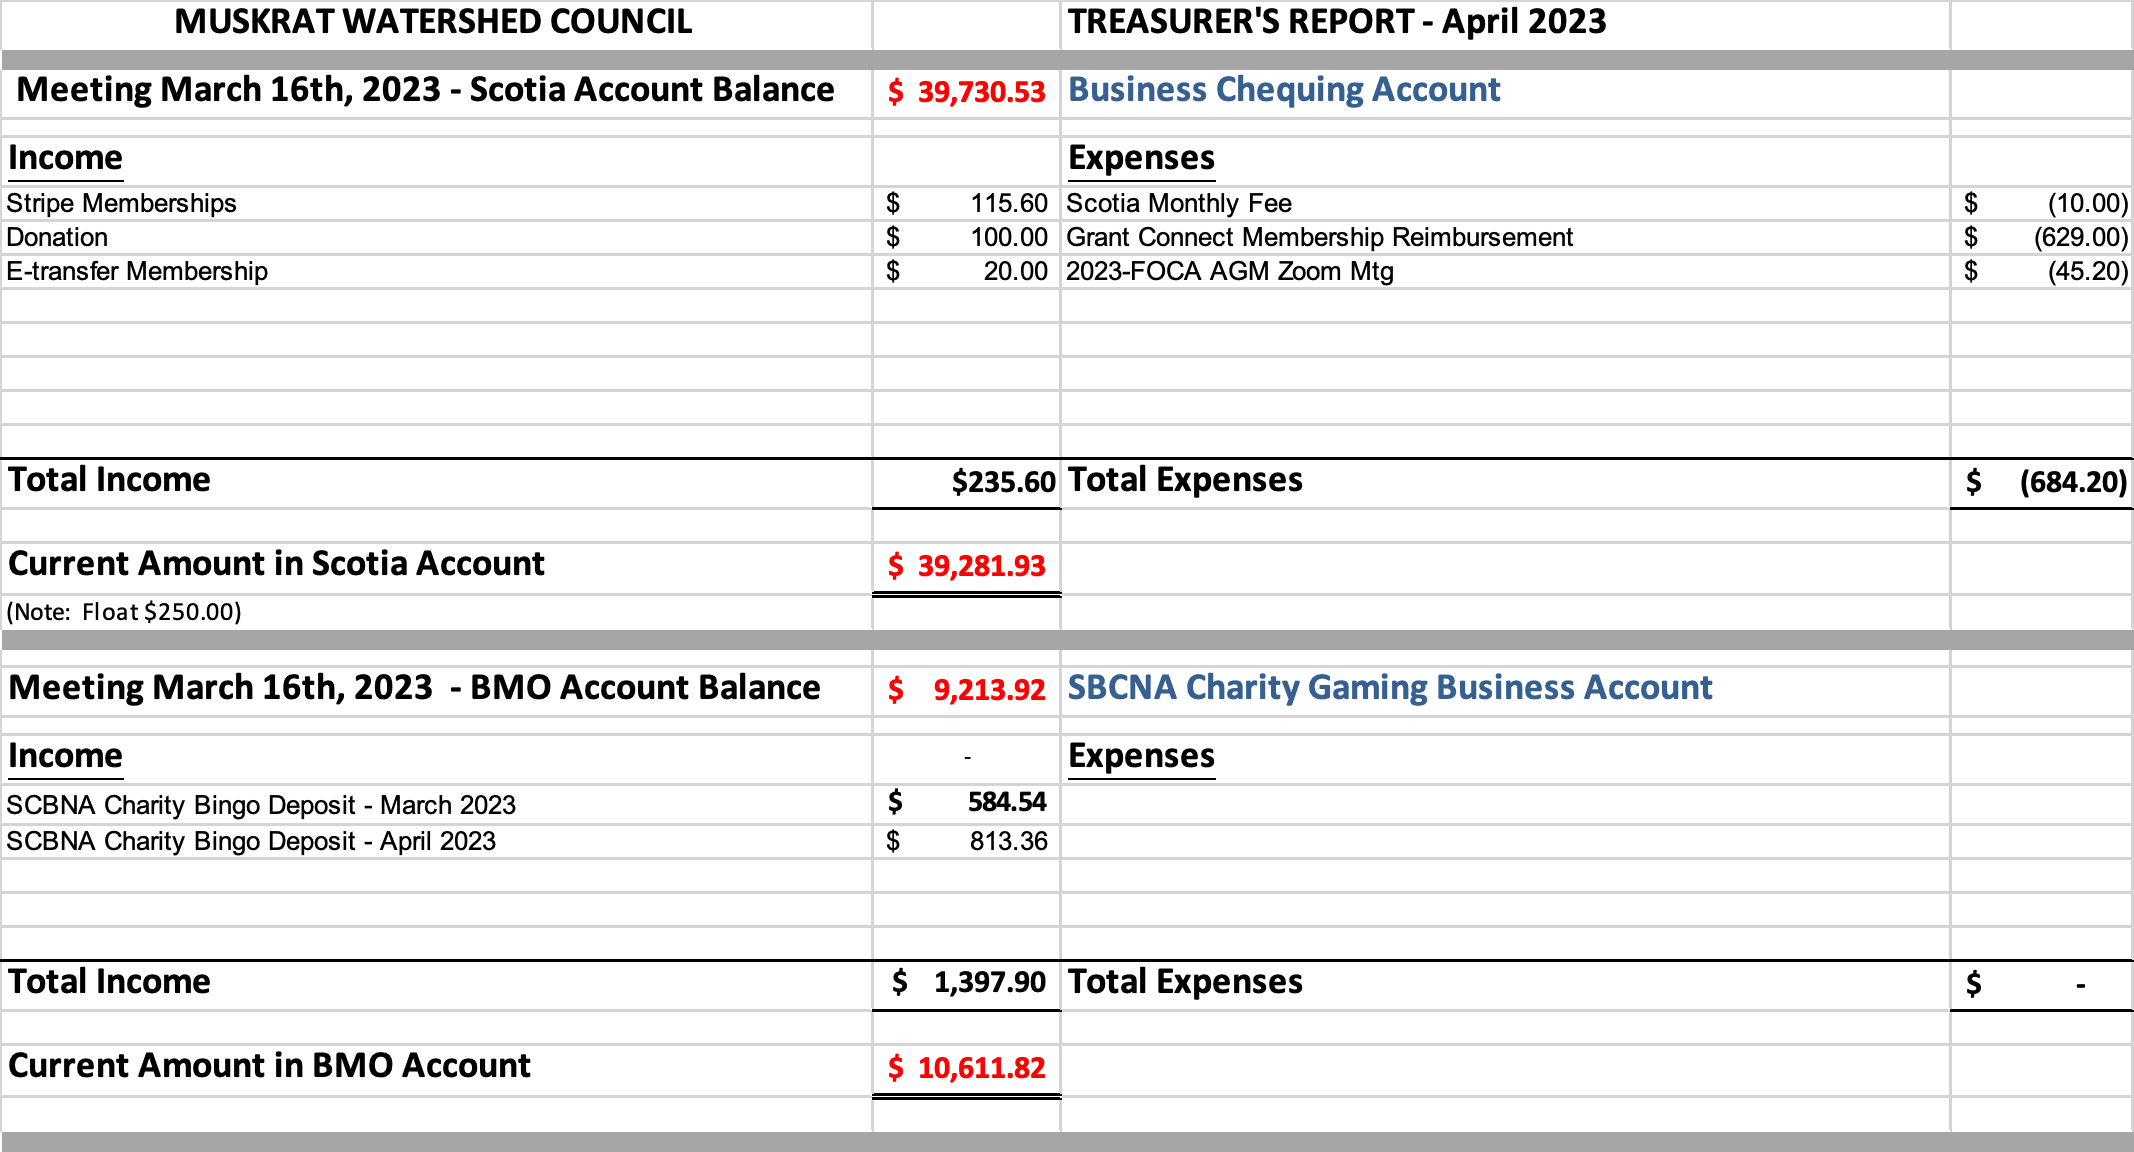 MUSKRAT WATERSHED COUNCIL TREASURER'S REPORT - April 2023
Meeting March 16th, 2023 - Scotia Account Balance $ 39,730.53 Business Chequing Account
Income Expenses
Stripe Memberships $ 115.60 Scotia Monthly Fee $ (10.00)
Donation $ 100.00 Grant Connect Membership Reimbursement $ (629.00)
E-transfer Membership $ 20.00 2023-FOCA AGM Zoom Mtg $ (45.20)
Total Income $235.60 Total Expenses $ (684.20)
Current Amount in Scotia Account $ 39,281.93
(Note: Float $250.00)
Meeting March 16th, 2023 - BMO Account Balance $ 9,213.92 SBCNA Charity Gaming Business Account
Income - Expenses
SCBNA Charity Bingo Deposit - March 2023 $ 584.54
SCBNA Charity Bingo Deposit - April 2023 $ 813.36
Total Income $ 1,397.90 Total Expenses $ -
Current Amount in BMO Account $ 10,611.82